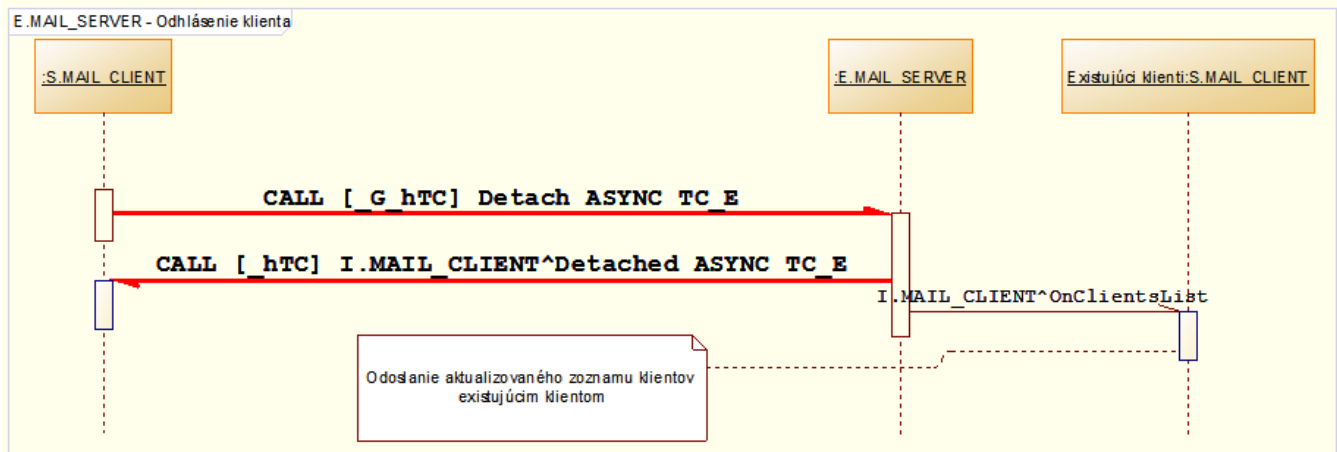 E.MAIL_SERVER - Odhlásenie klienta
:S.MAIL_CLIENT
:E.MAIL_SERVER
Existujúci klienti:S.MAIL_CLIENT
CALL [_G_hTC] Detach ASYNC TC_E
CALL [_hTC] I.MAIL_CLIENT^Detached ASYNC TC_E
I.MAIL_CLIENT^OnClientsList
Odoslanie aktualizovaného zoznamu klientov
existujúcim klientom